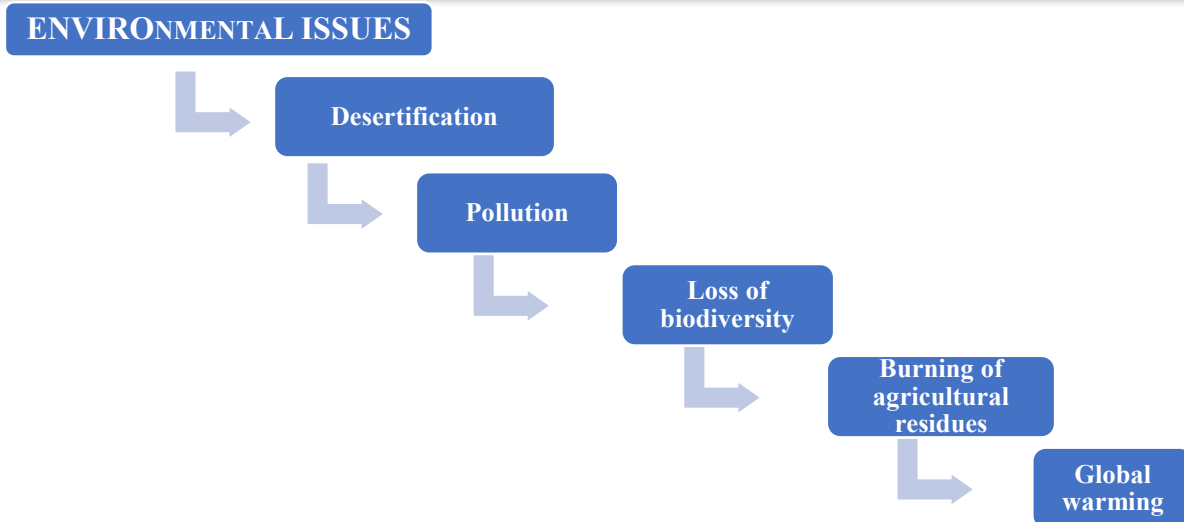 ENVIRONMENTAL ISSUES
Desertification
Pollution
Loss of
biodiversity
Burning of
agricultural
residues
Global
warming